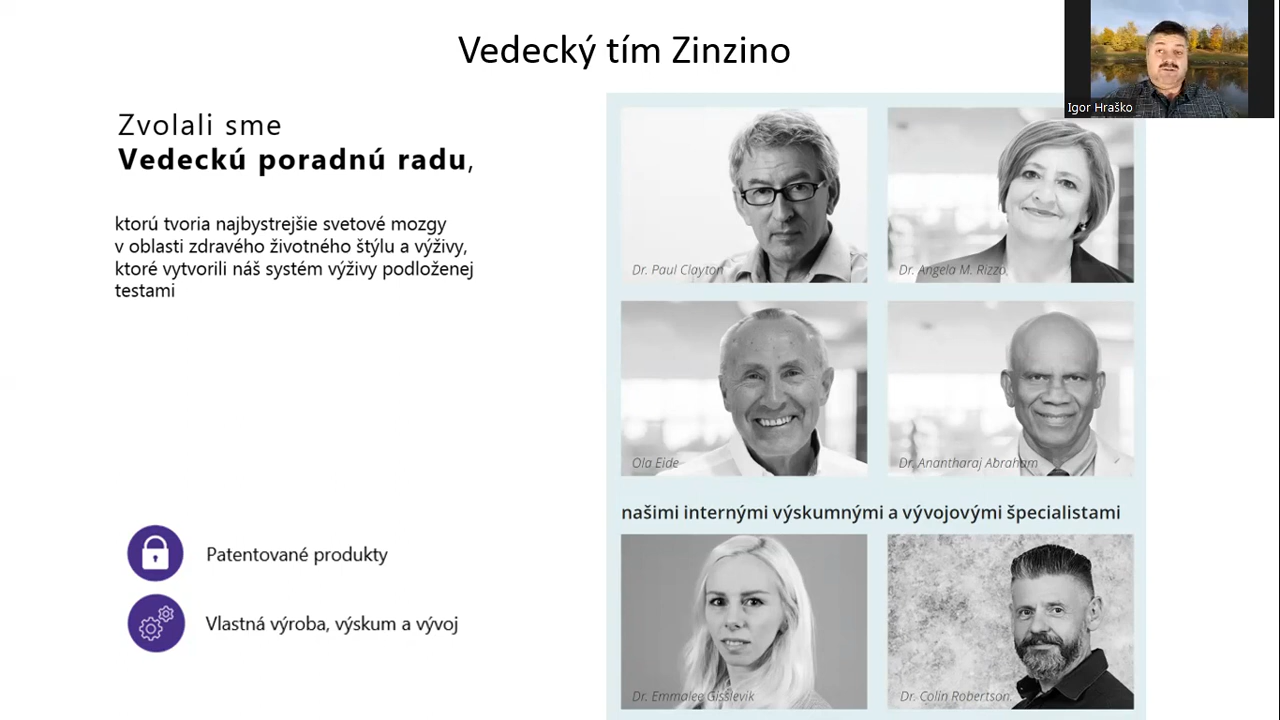 Vedecký tím Zinzino
Igor Hraško
Zvolali sme
Vedeckú poradnú radu,
ktorú tvoria najbystrejšie svetové mozgy
v oblasti zdravého životného štýlu a výživy,
ktoré vytvorili náš systém výživy podloženej
testami
Patentované produkty
Vlastná výroba, výskum a vývoj
Dr. Paul Clayton
Dr. Angela M. Rizzo,
Ola Eide
Dr. Anantharaj Abraham
našimi internými výskumnými a vývojovými špecialistami
Dr. Emmalee Gisslevik
Dr. Colin Robertson.